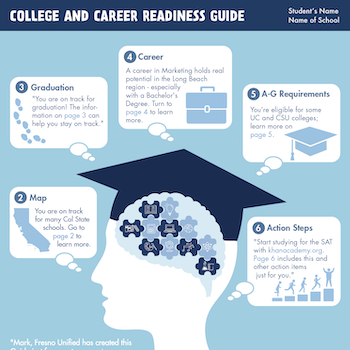 COLLEGE AND CAREER READINESS GUIDE
Student's Name
Name of School
4 Career
A career in Marketing holds real
potential in the Long Beach
region - especially
with a Bachelor's
Degree. Turn to
page 4 to learn
more.
3 Graduation
"You are on track for
graduation! The infor-
mation on page 3 can
help you stay on track."
5 A-G Requirements
You're eligible for some
UC and CSU colleges;
learn more on
page 5.
2 Map
You are on track
for many Cal State
schools. Go to
page 2 to
learn more.
6 Action Steps
"Start studying for the SAT
with khanacademy.org.
Page 6 includes this and
other action items
just for you."
"Mark, Fresno Unified has created this